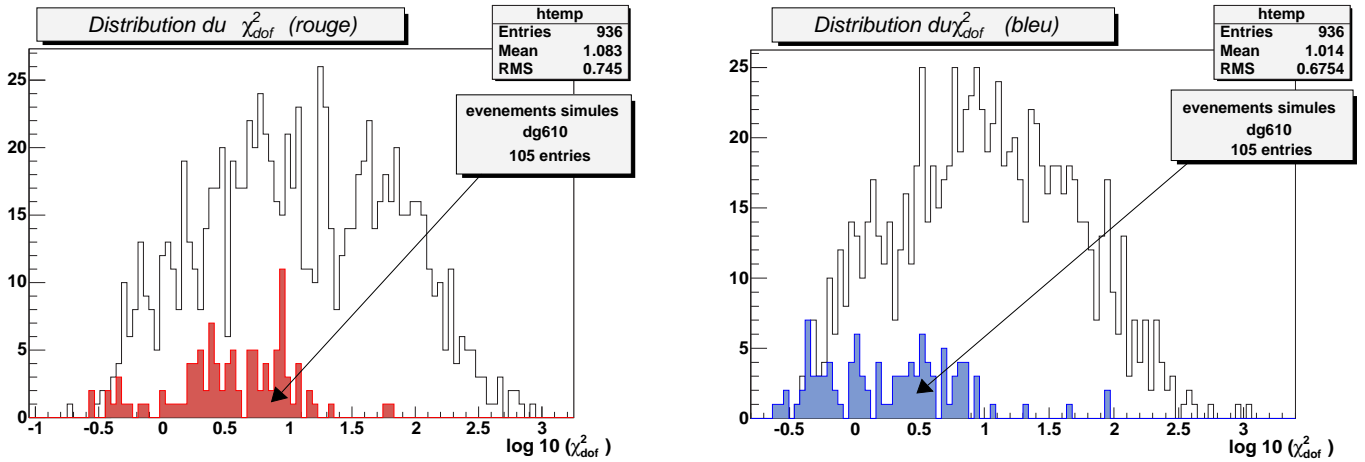 Distribution du χ²dof (rouge)
htemp
Entries 936
Mean 1.083
RMS 0.745
evenements simules
dg610
105 entries
25
20
15
10
5
0
-1 -0.5 0 0.5 1 1.5 2 2.5 3
log 10 (χ²dof )
Distribution duχ²dof (bleu)
htemp
Entries 936
Mean 1.014
RMS 0.6754
evenements simules
dg610
105 entries
25
20
15
10
5
0
-0.5 0 0.5 1 1.5 2 2.5 3
log 10 (χ²dof )